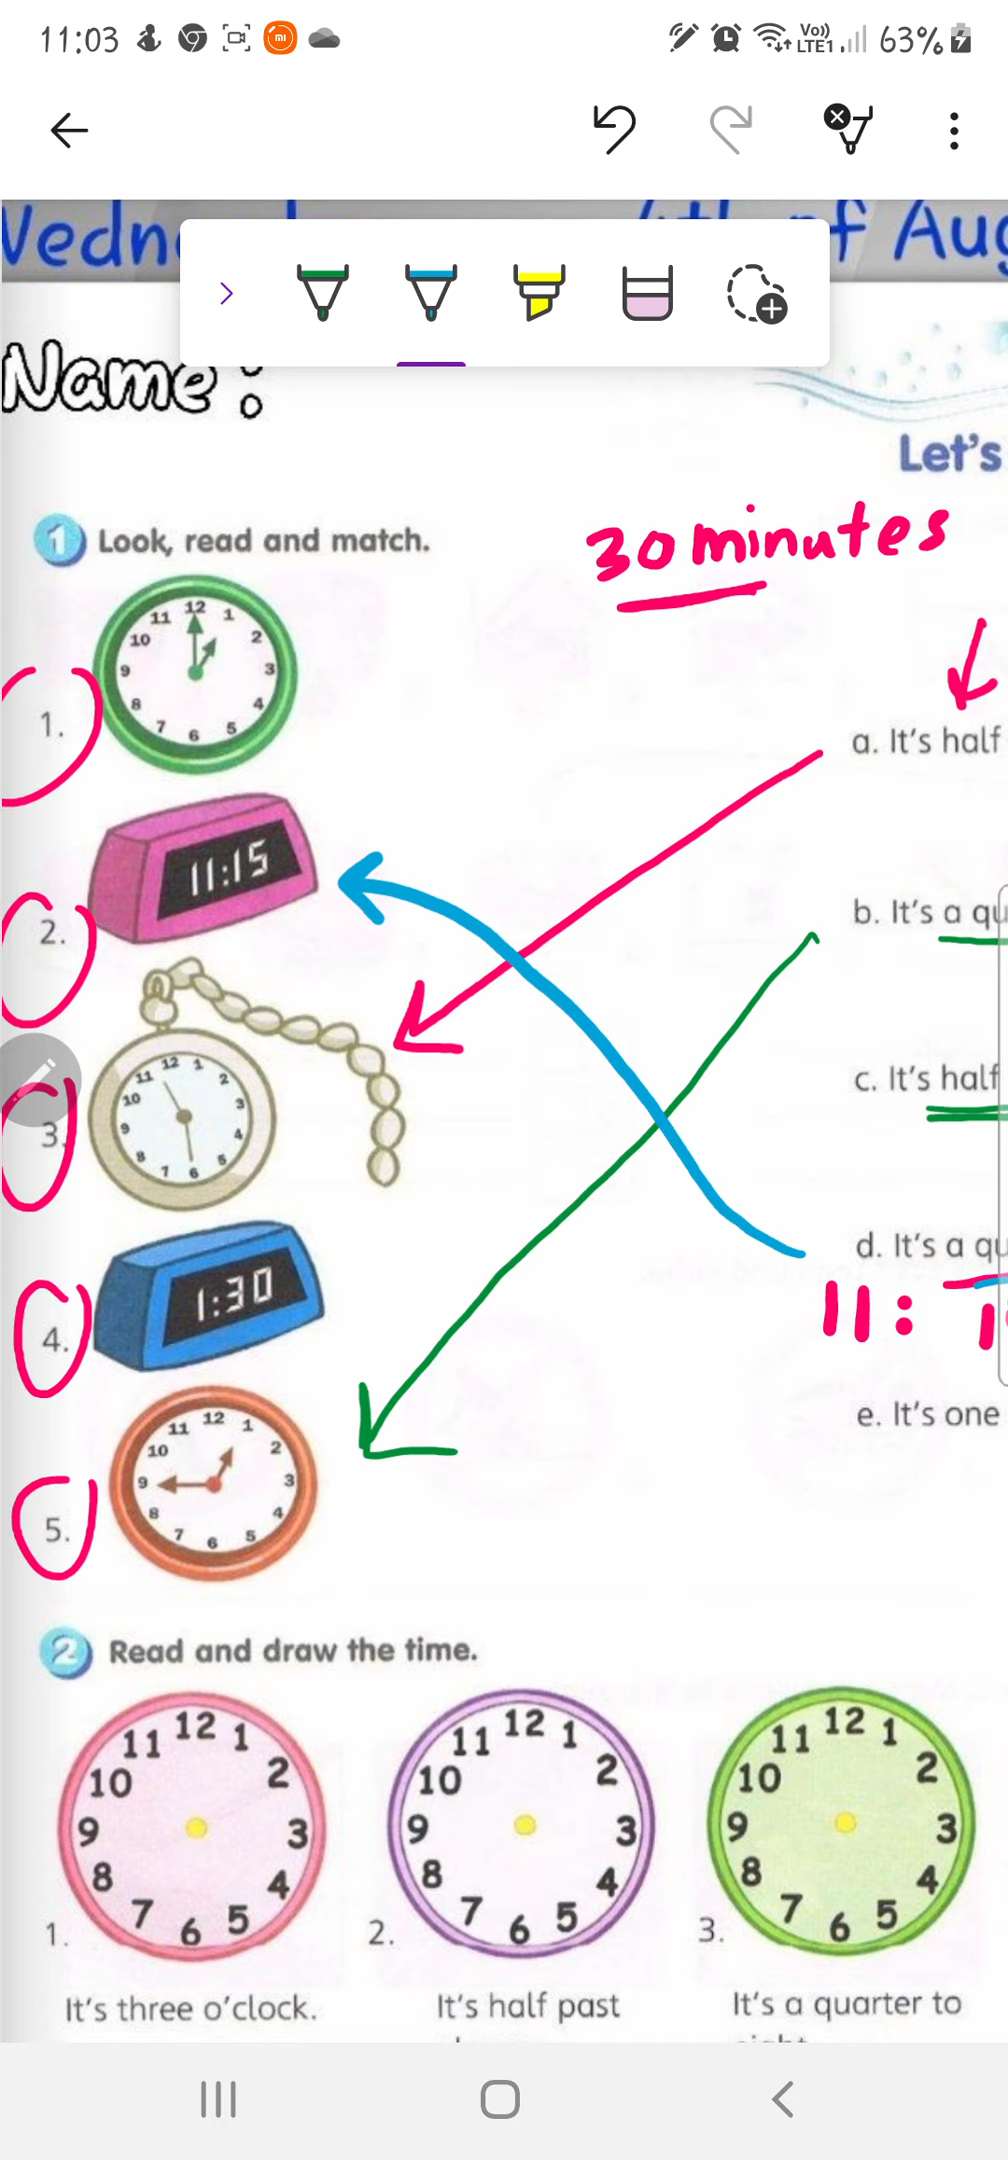 11:03 Vo)) LTE1 63%
Name:
Let's
1 Look, read and match.
30 minutes
1.
12 1 2 3 4 5 6 7 8 9 10 11
a. It's half
2.
11:15
b. It's a
3.
12 1 2 3 4 5 6 7 8 9 10 11
c. It's half
4.
1:30
d. It's a
11:
5.
12 1 2 3 4 5 6 7 8 9 10 11
e. It's one
2 Read and draw the time.
12 1 2 3 4 5 6 7 8 9 10 11
12 1 2 3 4 5 6 7 8 9 10 11
12 1 2 3 4 5 6 7 8 9 10 11
1. 2. 3.
It's three o'clock. It's half past It's a quarter to